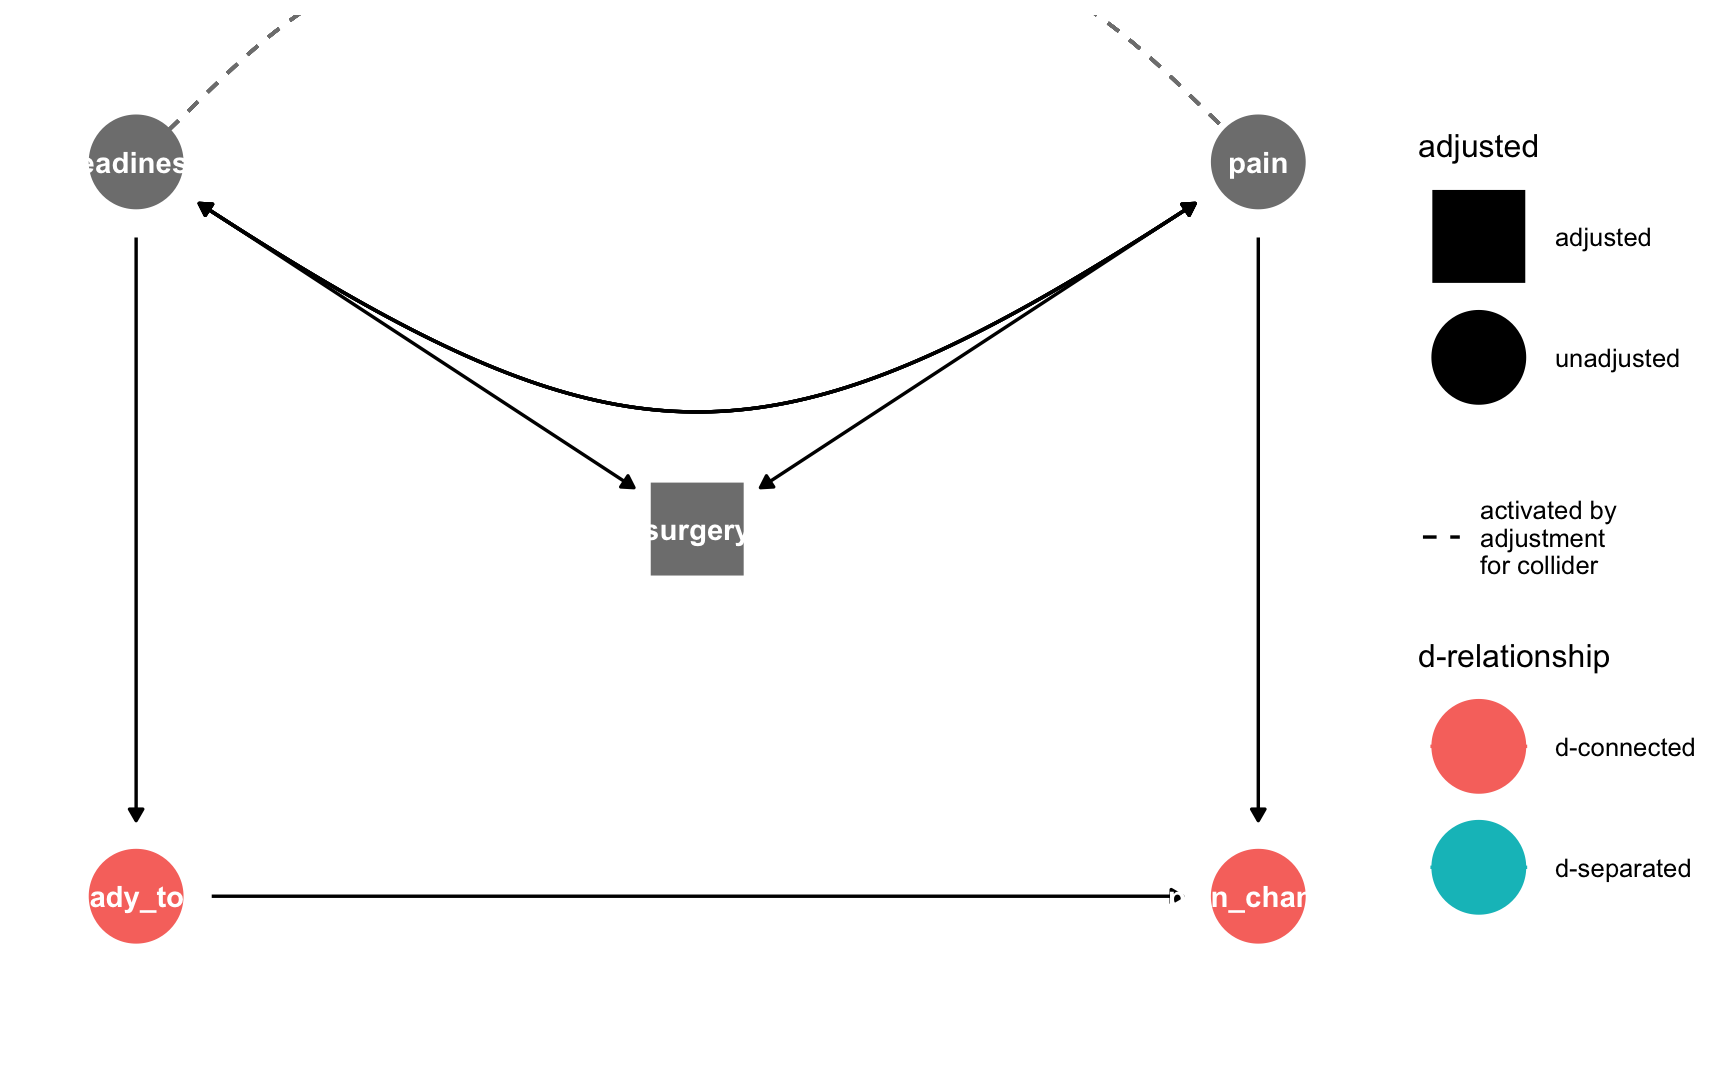 eadines
pain
surgery
ady_to
n_char
adjusted
adjusted
unadjusted
activated by
adjustment
for collider
d-relationship
d-connected
d-separated